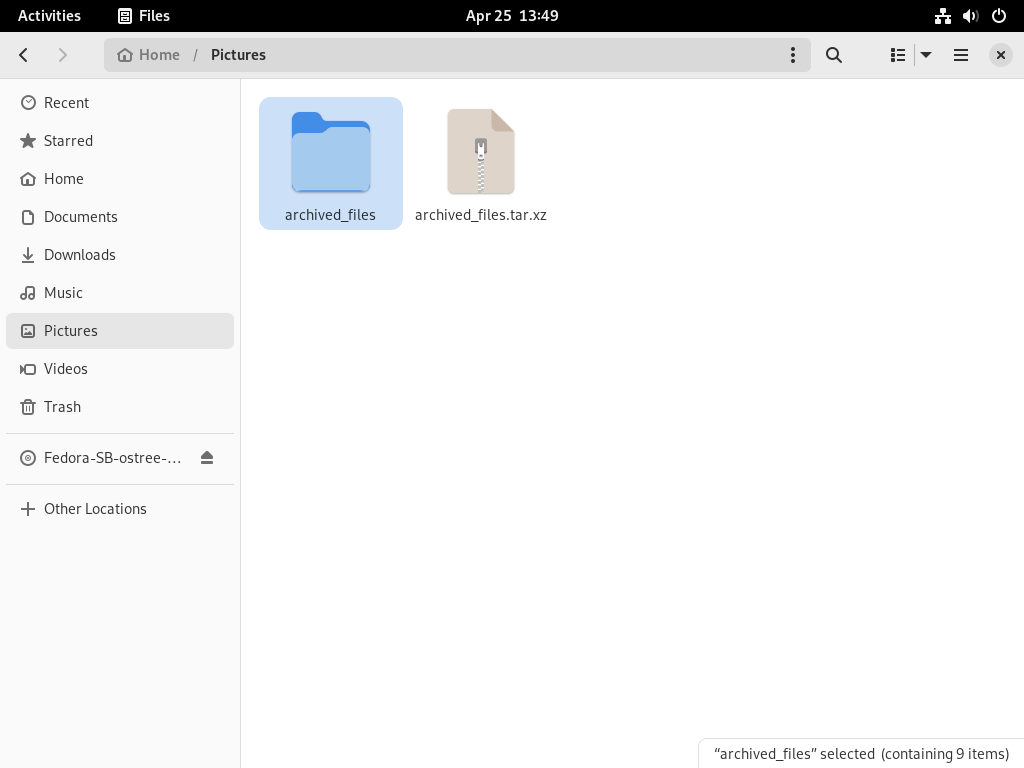 Activities Files Apr 25 13:49
Home / Pictures
Recent
Starred
Home
Documents
Downloads
Music
Pictures
Videos
Trash
Fedora-SB-ostree-…
Other Locations
archived_files archived_files.tar.xz
“archived_files” selected (containing 9 items)